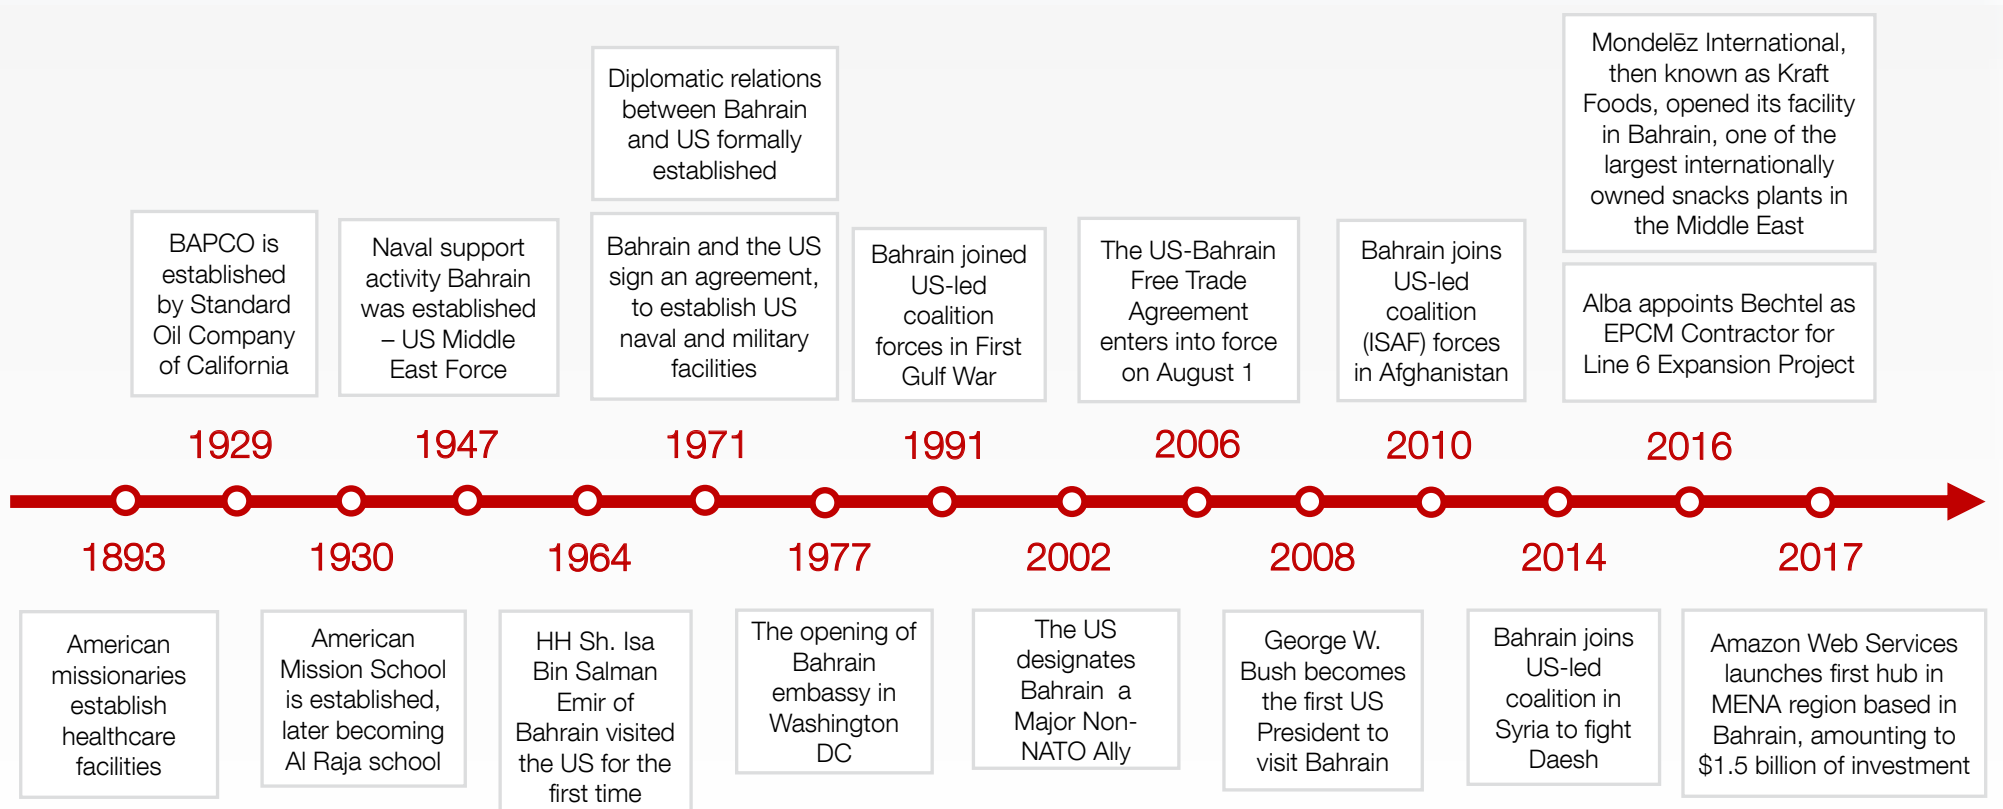 Diplomatic relations
between Bahrain
and US formally
established
Mondelēz International,
then known as Kraft
Foods, opened its facility
in Bahrain, one of the
largest internationally
owned snacks plants in
the Middle East
BAPCO is
established
by Standard
Oil Company
of California
Naval support
activity Bahrain
was established
– US Middle
East Force
Bahrain and the US
sign an agreement,
to establish US
naval and military
facilities
Bahrain joined
US-led
coalition
forces in First
Gulf War
The US-Bahrain
Free Trade
Agreement
enters into force
on August 1
Bahrain joins
US-led
coalition
(ISAF) forces
in Afghanistan
Alba appoints Bechtel as
EPCM Contractor for
Line 6 Expansion Project
1929
1947
1971
1991
2006
2010
2016
1893
1930
1964
1977
2002
2008
2014
2017
American
missionaries
establish
healthcare
facilities
American
Mission School
is established,
later becoming
Al Raja school
HH Sh. Isa
Bin Salman
Emir of
Bahrain visited
the US for the
first time
The opening of
Bahrain
embassy in
Washington
DC
The US
designates
Bahrain a
Major Non-
NATO Ally
George W.
Bush becomes
the first US
President to
visit Bahrain
Bahrain joins
US-led
coalition in
Syria to fight
Daesh
Amazon Web Services
launches first hub in
MENA region based in
Bahrain, amounting to
$1.5 billion of investment